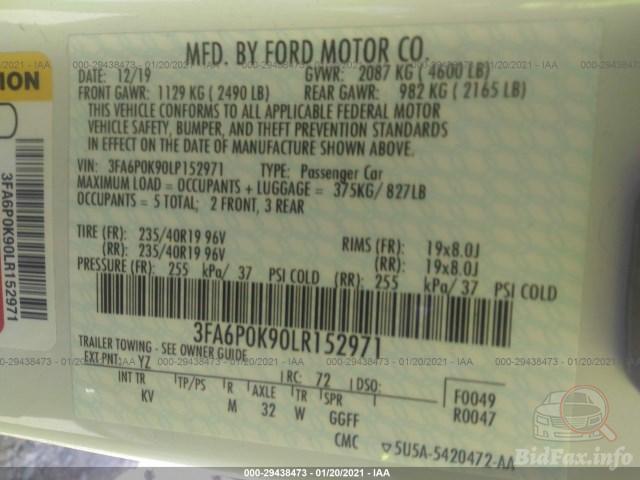 000-29438473 — 01/20/2021 — IAA
MFD. BY FORD MOTOR CO.
DATE: 12/19 GVWR: 2087 KG ( 4600 LB)
FRONT GAWR: 1129 KG ( 2490 LB) REAR GAWR: 982 KG ( 2165 LB)
THIS VEHICLE CONFORMS TO ALL APPLICABLE FEDERAL MOTOR
VEHICLE SAFETY, BUMPER, AND THEFT PREVENTION STANDARDS
IN EFFECT ON THE DATE OF MANUFACTURE SHOWN ABOVE.
VIN: 3FA6P0K90LR152971 TYPE: Passenger Car
MAXIMUM LOAD = OCCUPANTS + LUGGAGE = 375KG/ 827LB
OCCUPANTS = 5 TOTAL; 2 FRONT, 3 REAR
TIRE (FR): 235/40R19 96V RIMS (FR): 19x8.0J
(RR): 235/40R19 96V (RR): 19x8.0J
PRESSURE (FR): 255 kPa/ 37 PSI COLD (RR): 255 kPa/ 37 PSI COLD
3FA6P0K90LR152971
TRAILER TOWING - SEE OWNER GUIDE
EXT PNT: YZ RC: 72 DSO:
INT TR TP/PS R AXLE TR SPR F0049
KV M 32 W GGFF R0047
CMC 5U5A-5420472-AA
3FA6P0K90LR152971
BidFax.info
000-29438473 — 01/20/2021 — IAA